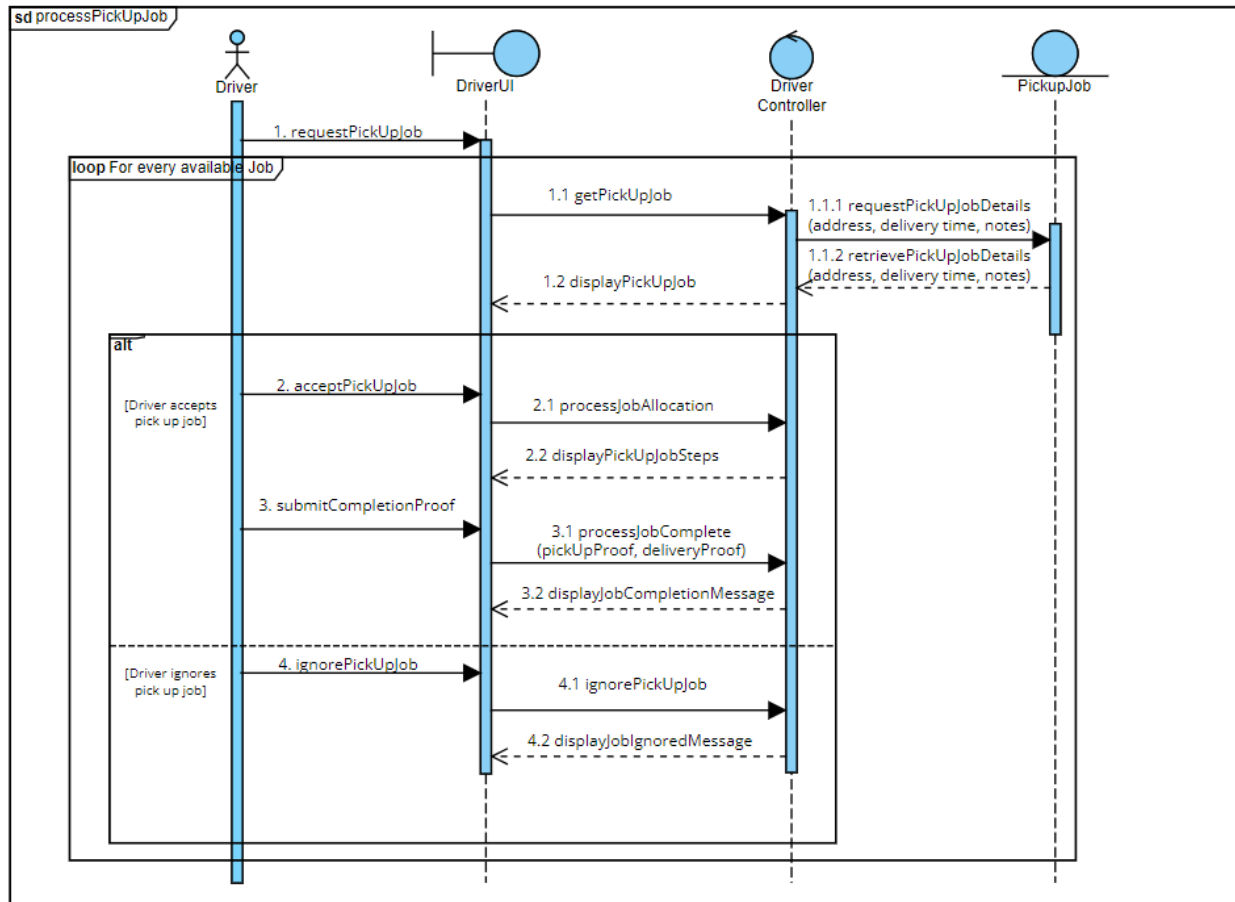 sd processPickUpJob
Driver
DriverUI
Driver
Controller
PickupJob
1. requestPickUpJob
loop For every available Job
1.1 getPickUpJob
1.1.1 requestPickUpJobDetails
(address, delivery time, notes)
1.1.2 retrievePickUpJobDetails
(address, delivery time, notes)
1.2 displayPickUpJob
alt
[Driver accepts
pick up job]
2. acceptPickUpJob
2.1 processJobAllocation
2.2 displayPickUpJobSteps
3. submitCompletionProof
3.1 processJobComplete
(pickUpProof, deliveryProof)
3.2 displayJobCompletionMessage
[Driver ignores
pick up job]
4. ignorePickUpJob
4.1 ignorePickUpJob
4.2 displayJobIgnoredMessage